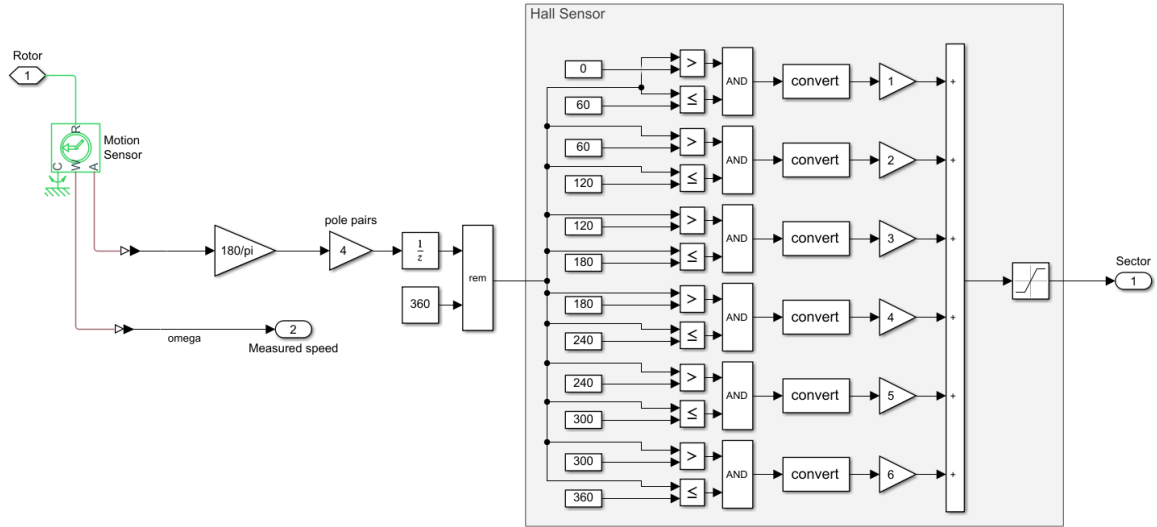 Hall Sensor
Rotor
1
R
C
W
A
Motion
Sensor
180/pi
pole pairs
4
1
z
360
rem
omega
2
Measured speed
0
>
60
≤
AND
convert
1
+
60
>
120
≤
AND
convert
2
+
120
>
180
≤
AND
convert
3
+
180
>
240
≤
AND
convert
4
+
240
>
300
≤
AND
convert
5
+
300
>
360
≤
AND
convert
6
+
Sector
1